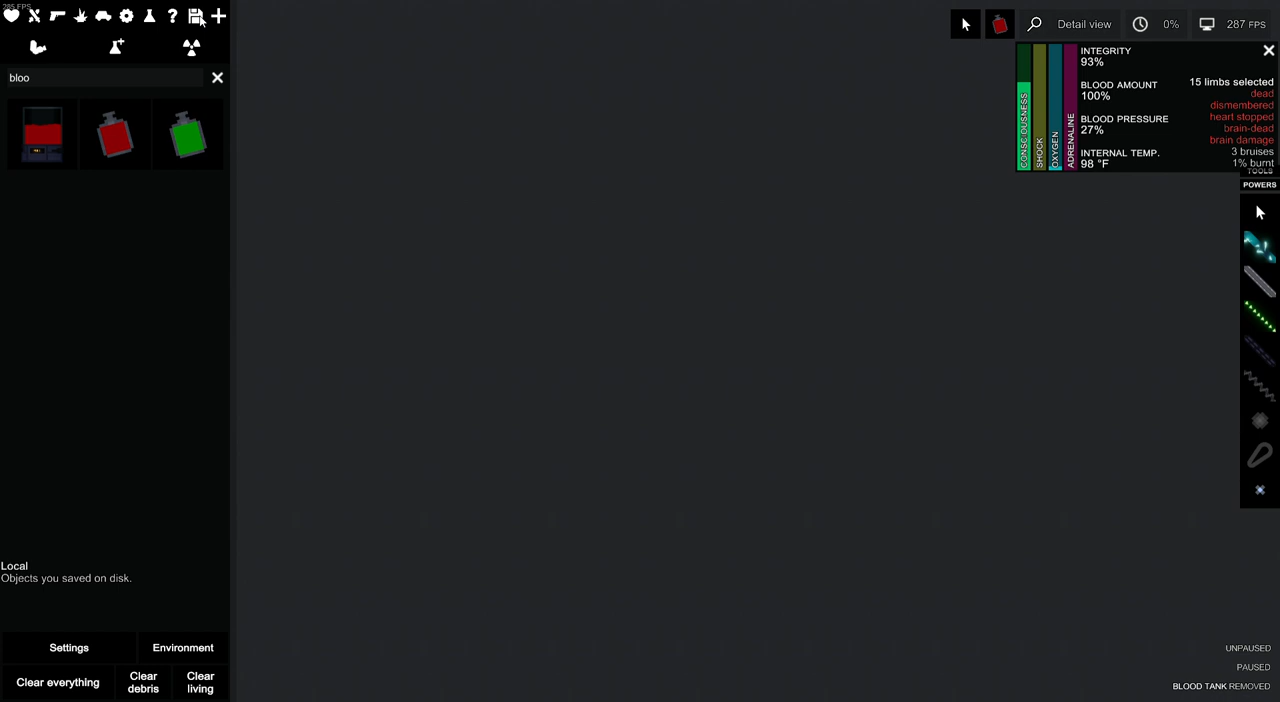 285 FPS
Detail view
0%
287 FPS
bloo
CONSCIOUSNESS
SHOCK
OXYGEN
ADRENALINE
INTEGRITY
93%
BLOOD AMOUNT
100%
BLOOD PRESSURE
27%
INTERNAL TEMP.
98 °F
15 limbs selected
dead
dismembered
heart stopped
brain-dead
brain damage
3 bruises
1% burnt
TOOLS
POWERS
Local
Objects you saved on disk.
Settings
Environment
Clear everything
Clear
debris
Clear
living
UNPAUSED
PAUSED
BLOOD TANK REMOVED